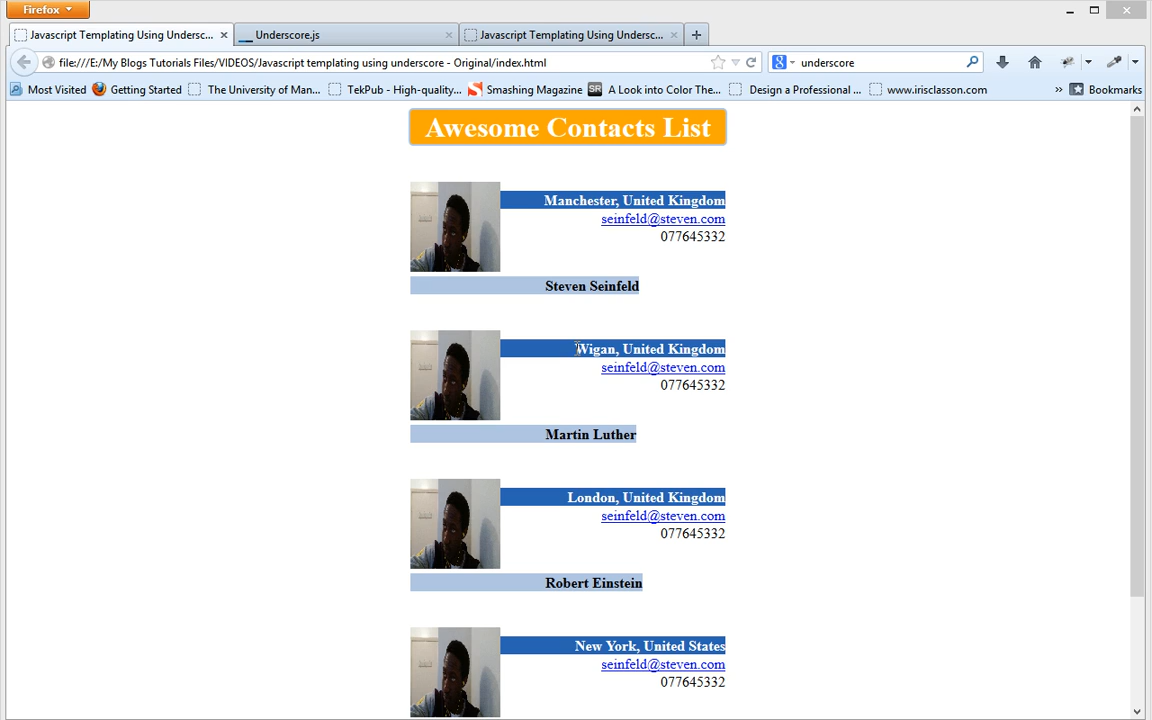 Firefox
Javascript Templating Using Undersc...
Underscore.js
Javascript Templating Using Undersc...
file:///E:/My Blogs Tutorials Files/VIDEOS/Javascript templating using underscore - Original/index.html
underscore
Most Visited
Getting Started
The University of Man...
TekPub - High-quality...
Smashing Magazine
SR
A Look into Color The...
Design a Professional ...
www.irisclasson.com
»
Bookmarks
Awesome Contacts List
Manchester, United Kingdom
seinfeld@steven.com
077645332
Steven Seinfeld
Wigan, United Kingdom
seinfeld@steven.com
077645332
Martin Luther
London, United Kingdom
seinfeld@steven.com
077645332
Robert Einstein
New York, United States
seinfeld@steven.com
077645332